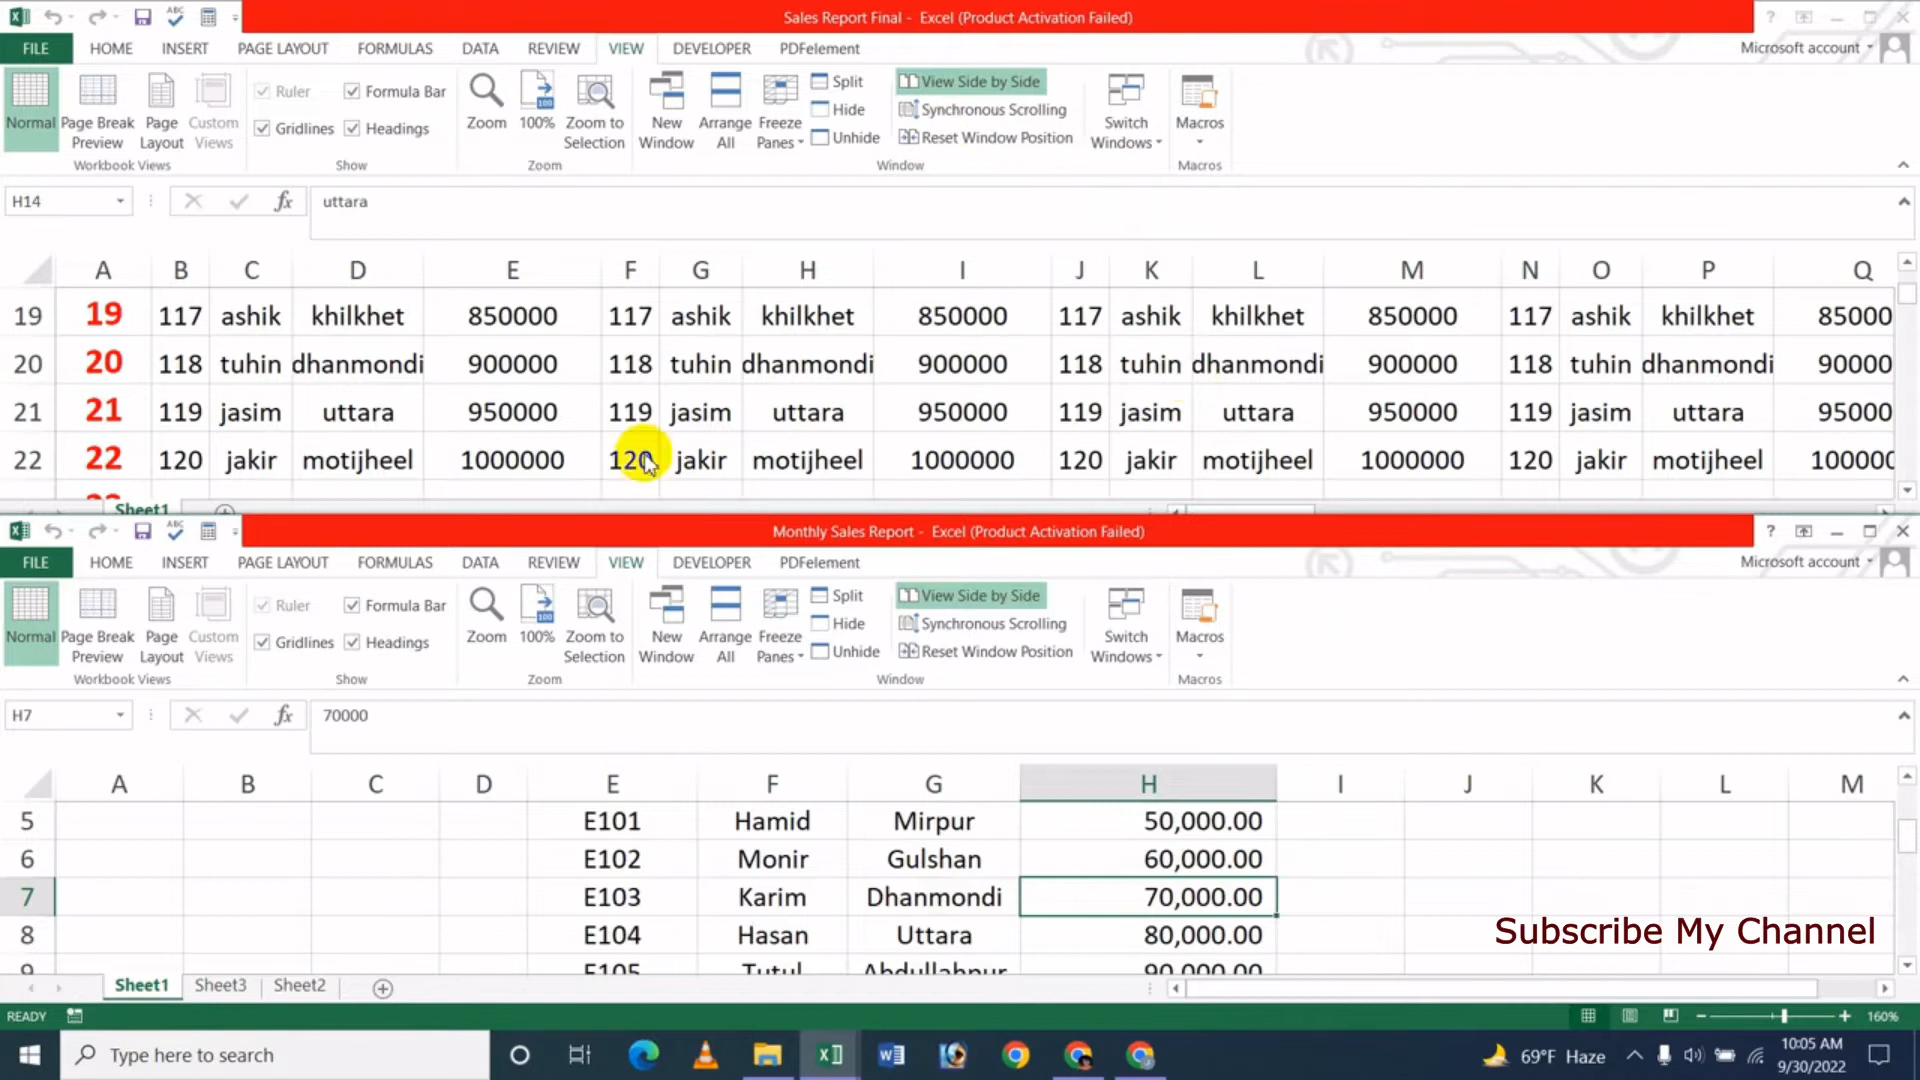 Sales Report Final - Excel (Product Activation Failed)
FILE HOME INSERT PAGE LAYOUT FORMULAS DATA REVIEW VIEW DEVELOPER PDFelement Microsoft account
Normal Page Break Preview Page Layout Custom Views Ruler Formula Bar Gridlines Headings Zoom 100% Zoom to Selection New Window Arrange All Freeze Panes Split Hide Unhide View Side by Side Synchronous Scrolling Reset Window Position Switch Windows Macros
Workbook Views Show Zoom Window Macros
H14 fx uttara
A B C D E F G H I J K L M N O P Q
19 19 117 ashik khilkhet 850000 117 ashik khilkhet 850000 117 ashik khilkhet 850000 117 ashik khilkhet 85000
20 20 118 tuhin dhanmondi 900000 118 tuhin dhanmondi 900000 118 tuhin dhanmondi 900000 118 tuhin dhanmondi 90000
21 21 119 jasim uttara 950000 119 jasim uttara 950000 119 jasim uttara 950000 119 jasim uttara 95000
22 22 120 jakir motijheel 1000000 120 jakir motijheel 1000000 120 jakir motijheel 1000000 120 jakir motijheel 100000
Sheet1
Monthly Sales Report - Excel (Product Activation Failed)
FILE HOME INSERT PAGE LAYOUT FORMULAS DATA REVIEW VIEW DEVELOPER PDFelement Microsoft account
Normal Page Break Preview Page Layout Custom Views Ruler Formula Bar Gridlines Headings Zoom 100% Zoom to Selection New Window Arrange All Freeze Panes Split Hide Unhide View Side by Side Synchronous Scrolling Reset Window Position Switch Windows Macros
Workbook Views Show Zoom Window Macros
H7 fx 70000
A B C D E F G H I J K L M
5 E101 Hamid Mirpur 50,000.00
6 E102 Monir Gulshan 60,000.00
7 E103 Karim Dhanmondi 70,000.00
8 E104 Hasan Uttara 80,000.00
9 E105 Tutul Abdullahpur 90,000.00
Subscribe My Channel
Sheet1 Sheet3 Sheet2
READY 160%
Type here to search 69°F Haze 10:05 AM
9/30/2022